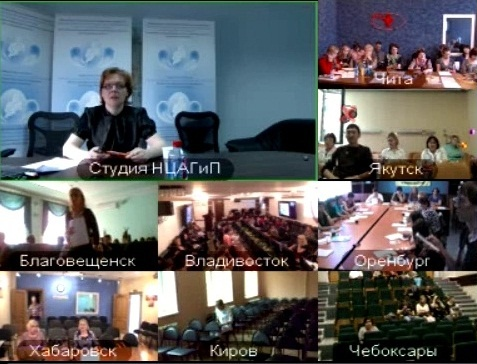 Студия НЦАГиП
Чита
Якутск
Благовещенск
Владивосток
Оренбург
Хабаровск
Киров
Чебоксары